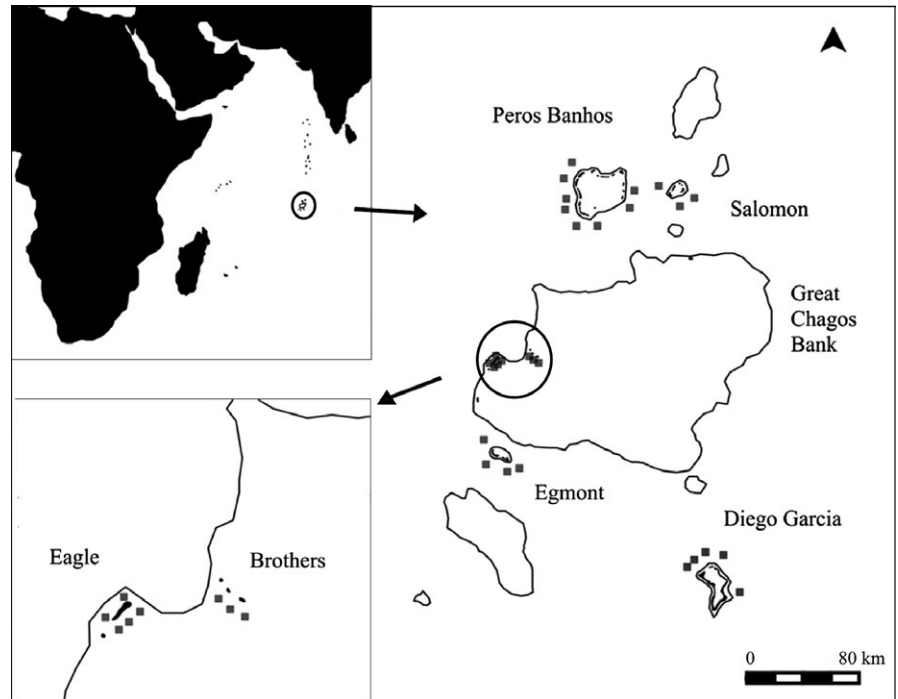 Peros Banhos
Salomon
Great
Chagos
Bank
Egmont
Diego Garcia
Eagle
Brothers
0 80 km